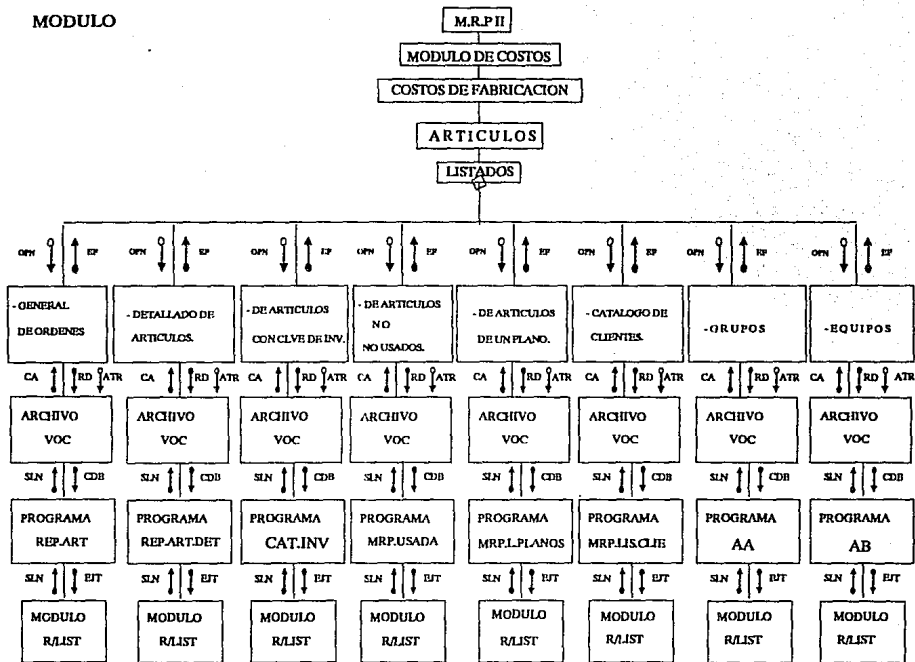 MODULO
M.R.P II
MODULO DE COSTOS
COSTOS DE FABRICACION
ARTICULOS
LISTADOS
OPN EF OPN EF OPN EF OPN EF OPN EF OPN EF OPN EF OPN EF
- GENERAL
DE ORDENES
- DETALLADO DE
ARTICULOS.
- DE ARTICULOS
CON CLVE DE INV.
- DE ARTICULOS
NO
NO USADOS.
- DE ARTICULOS
DE UN PLANO.
- CATALOGO DE
CLIENTES.
-GRUPOS
-EQUIPOS
CA RD ATR CA RD ATR CA RD ATR CA RD ATR CA RD ATR CA RD ATR CA RD ATR CA RD ATR
ARCHIVO
VOC
ARCHIVO
VOC
ARCHIVO
VOC
ARCHIVO
VOC
ARCHIVO
VOC
ARCHIVO
VOC
ARCHIVO
VOC
ARCHIVO
VOC
SLN CDB SLN CDB SLN CDB SLN CDB SLN CDB SLN CDB SLN CDB SLN CDB
PROGRAMA
REP.ART
PROGRAMA
REP.ART.DET
PROGRAMA
CAT.INV
PROGRAMA
MRP.USADA
PROGRAMA
MRP.L.PLANOS
PROGRAMA
MRP.LIS.CLIE
PROGRAMA
AA
PROGRAMA
AB
SLN EJT SLN EJT SLN EJT SLN EJT SLN EJT SLN EJT SLN EJT SLN EJT
MODULO
R/LIST
MODULO
R/LIST
MODULO
R/LIST
MODULO
R/LIST
MODULO
R/LIST
MODULO
R/LIST
MODULO
R/LIST
MODULO
R/LIST